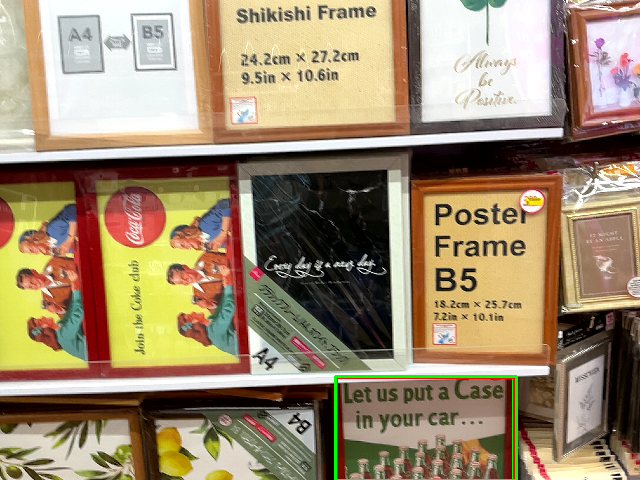 A4
B5
Shikishi Frame
24.2cm × 27.2cm
9.5in × 10.6in
Always
be
Positive.
Coca-Cola
Join the Coke club
Every day is a new day.
A4
Poster
Frame
B5
18.2cm × 25.7cm
7.2in × 10.1in
B4
Let us put a Case
in your car...